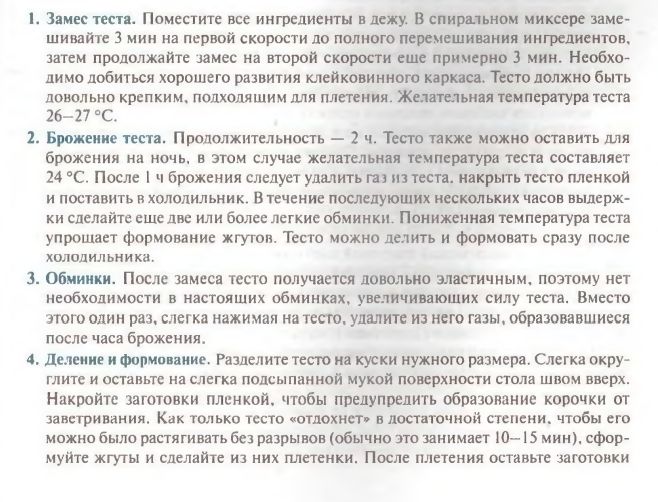 1. Замес теста. Поместите все ингредиенты в дежу. В спиральном миксере заме-
шивайте 3 мин на первой скорости до полного перемешивания ингредиентов,
затем продолжайте замес на второй скорости еще примерно 3 мин. Необхо-
димо добиться хорошего развития клейковинного каркаса. Тесто должно быть
довольно крепким, подходящим для плетения. Желательная температура теста
26—27 °С.
2. Брожение теста. Продолжительность — 2 ч. Тесто также можно оставить для
брожения на ночь, в этом случае желательная температура теста составляет
24 °С. После 1 ч брожения следует удалить газ из теста, накрыть тесто пленкой
и поставить в холодильник. В течение последующих нескольких часов выдерж-
ки сделайте еще две или более легкие обминки. Пониженная температура теста
упрощает формование жгутов. Тесто можно делить и формовать сразу после
холодильника.
3. Обминки. После замеса тесто получается довольно эластичным, поэтому нет
необходимости в настоящих обминках, увеличивающих силу теста. Вместо
этого один раз, слегка нажимая на тесто, удалите из него газы, образовавшиеся
после часа брожения.
4. Деление и формование. Разделите тесто на куски нужного размера. Слегка окру-
глите и оставьте на слегка подсыпанной мукой поверхности стола швом вверх.
Накройте заготовки пленкой, чтобы предупредить образование корочки от
заветривания. Как только тесто «отдохнет» в достаточной степени, чтобы его
можно было растягивать без разрывов (обычно это занимает 10—15 мин), сфор-
муйте жгуты и сделайте из них плетенки. После плетения оставьте заготовки